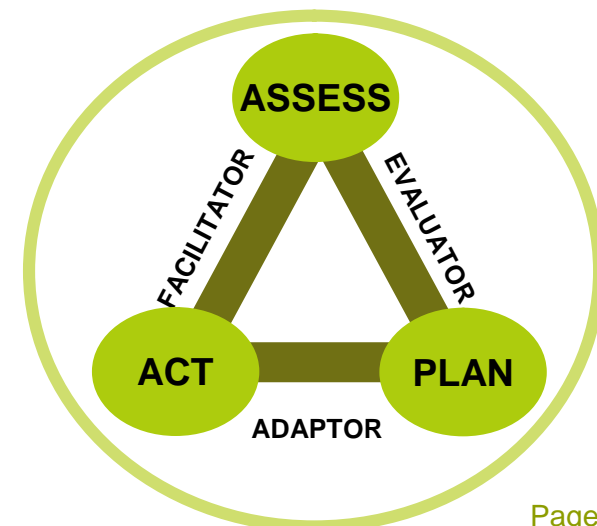 ASSESS
FACILITATOR
EVALUATOR
ACT
PLAN
ADAPTOR
Page